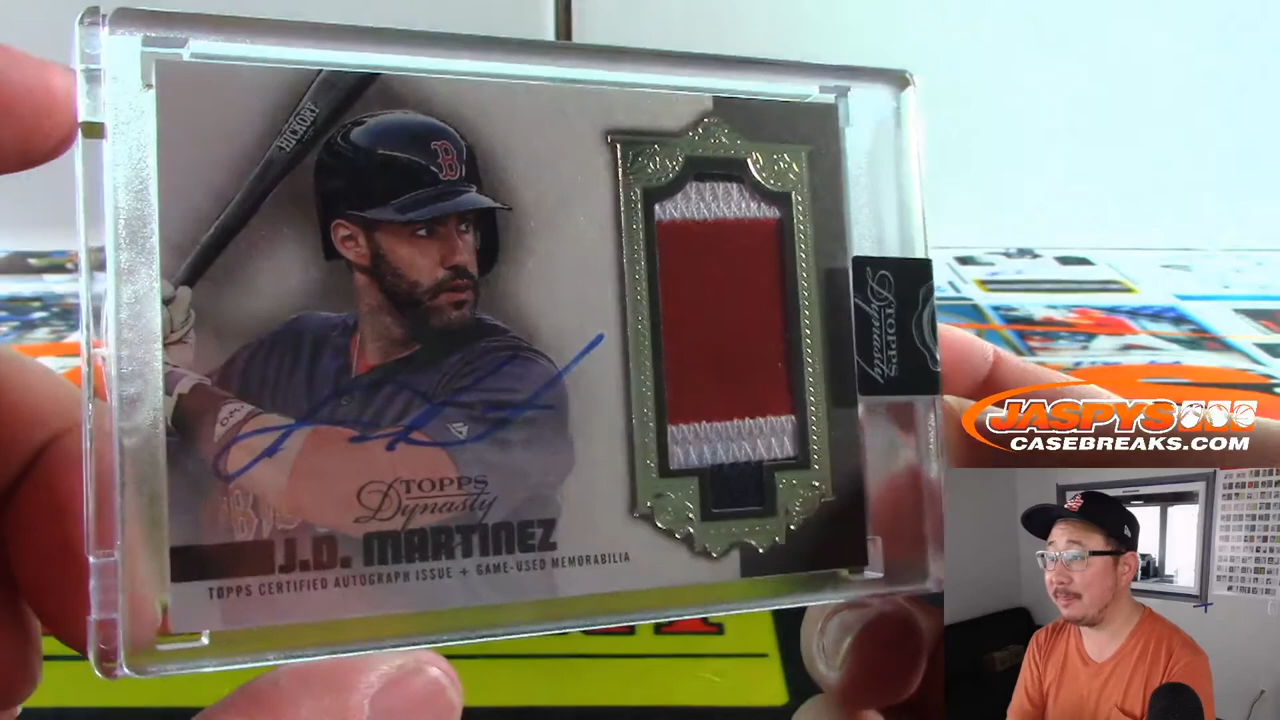 HICKORY
B
TOPPS
Dynasty
TOPPS
Dynasty
J.D. MARTINEZ
TOPPS CERTIFIED AUTOGRAPH ISSUE + GAME-USED MEMORABILIA
JASPYS
CASEBREAKS.COM